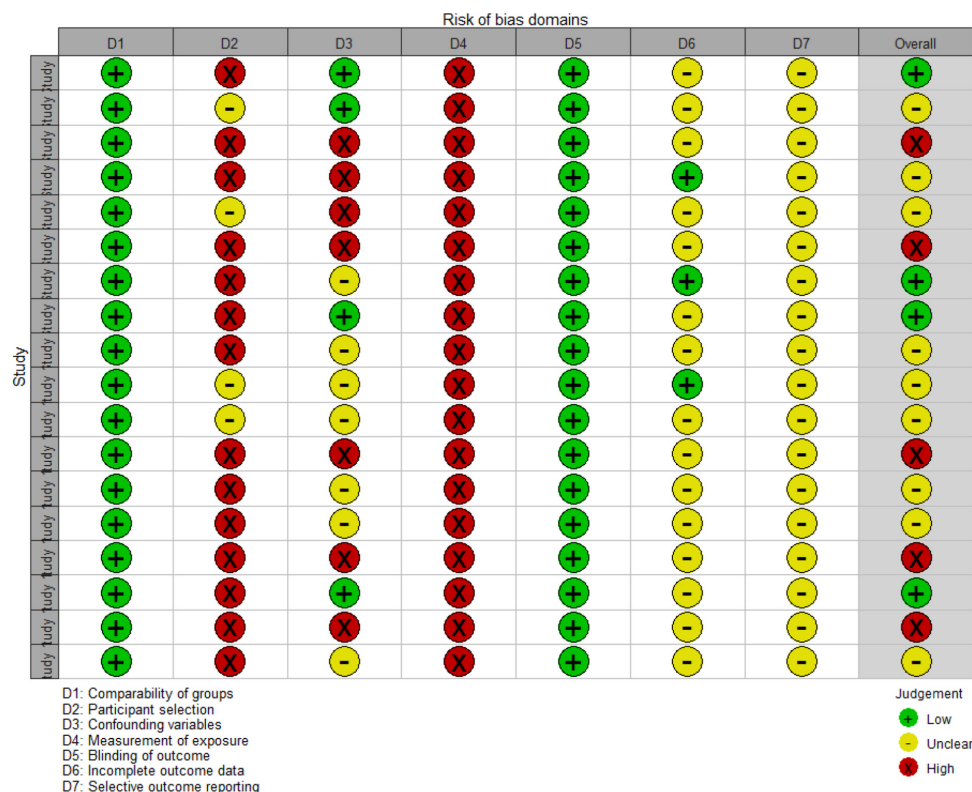 Risk of bias domains
D1 D2 D3 D4 D5 D6 D7 Overall
Study
Study
D1: Comparability of groups
D2: Participant selection
D3: Confounding variables
D4: Measurement of exposure
D5: Blinding of outcome
D6: Incomplete outcome data
D7: Selective outcome reporting
Judgement
+ Low
- Unclear
X High